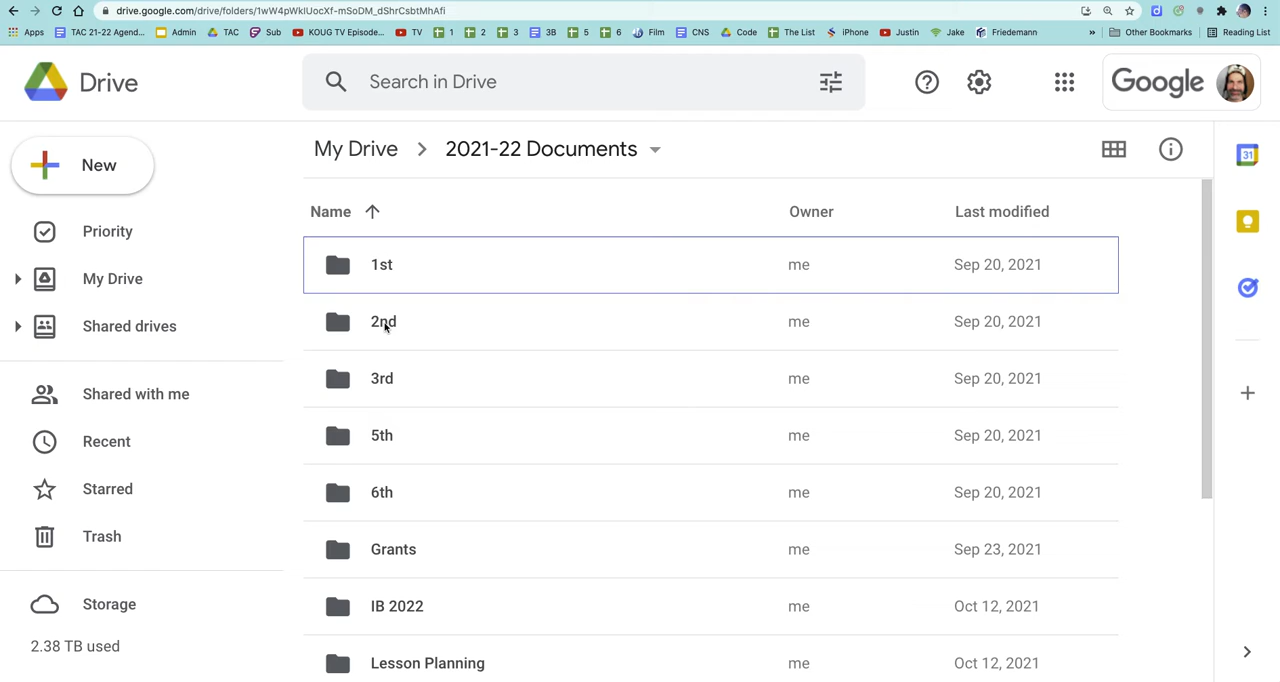 drive.google.com/drive/folders/1wW4pWklUocXf-mSoDM_dShrCsbtMhAfi
Apps TAC 21-22 Agend... Admin TAC Sub KOUG TV Episode... TV 1 2 3 3B 5 6 Film CNS Code The List iPhone Justin Jake Friedemann » Other Bookmarks Reading List
Drive Search in Drive Google
New
My Drive > 2021-22 Documents
Name Owner Last modified
Priority
My Drive
Shared drives
Shared with me
Recent
Starred
Trash
Storage
2.38 TB used
1st me Sep 20, 2021
2nd me Sep 20, 2021
3rd me Sep 20, 2021
5th me Sep 20, 2021
6th me Sep 20, 2021
Grants me Sep 23, 2021
IB 2022 me Oct 12, 2021
Lesson Planning me Oct 12, 2021
31